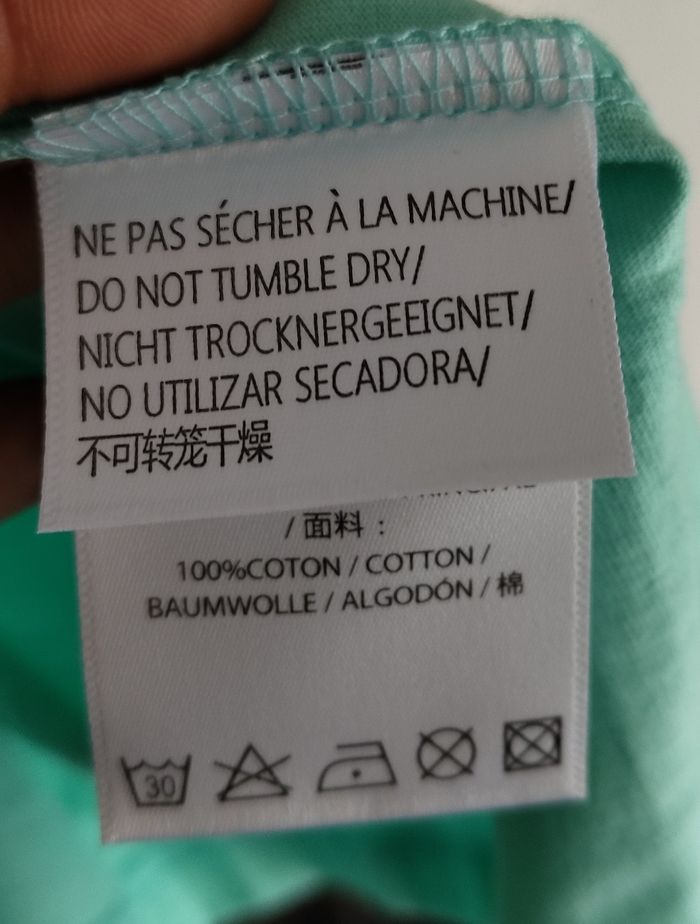 NE PAS SÉCHER À LA MACHINE/
DO NOT TUMBLE DRY/
NICHT TROCKNERGEEIGNET/
NO UTILIZAR SECADORA/
不可转笼干燥
/ 面料 :
100%COTON / COTTON /
BAUMWOLLE / ALGODÓN / 棉
30